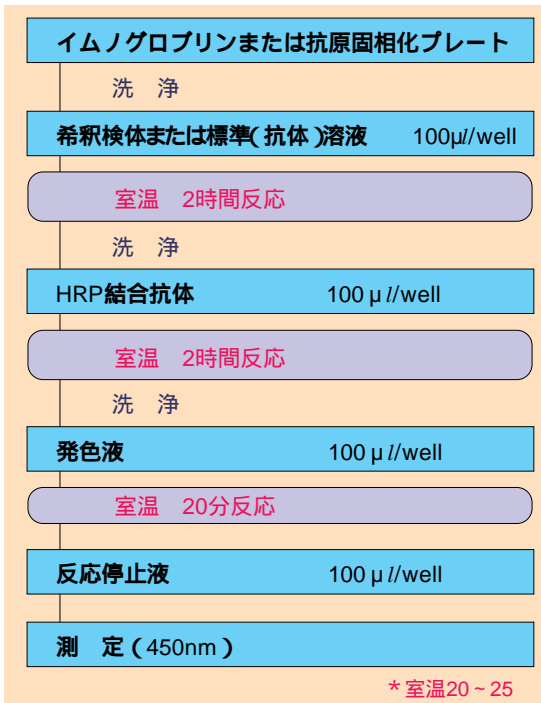 イムノグロブリンまたは抗原固相化プレート
洗　浄
希釈検体または標準(抗体)溶液　100μl/well
室温　2時間反応
洗　浄
HRP結合抗体　100μl/well
室温　2時間反応
洗　浄
発色液　100μl/well
室温　20分反応
反応停止液　100μl/well
測　定(450nm)
*室温20~25